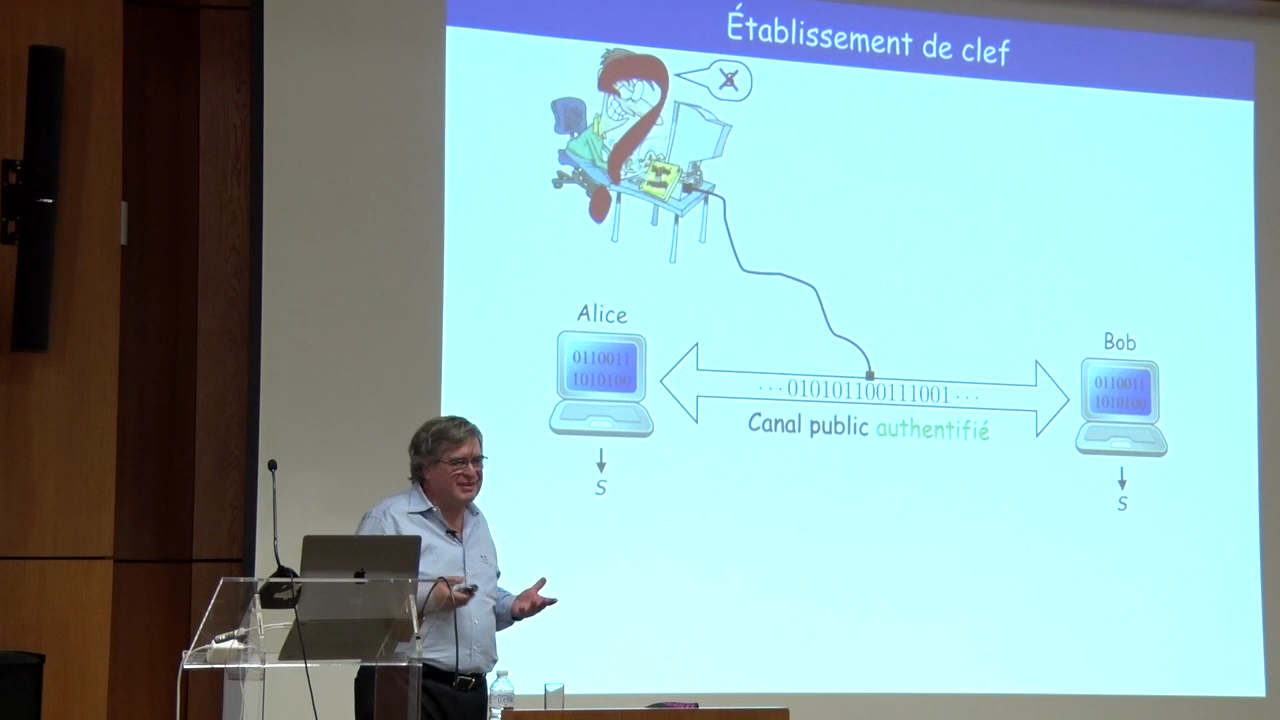 Établissement de clef
Alice
Bob
0110011
1010100
0110011
1010100
···010101100111001···
Canal public authentifié
S
S